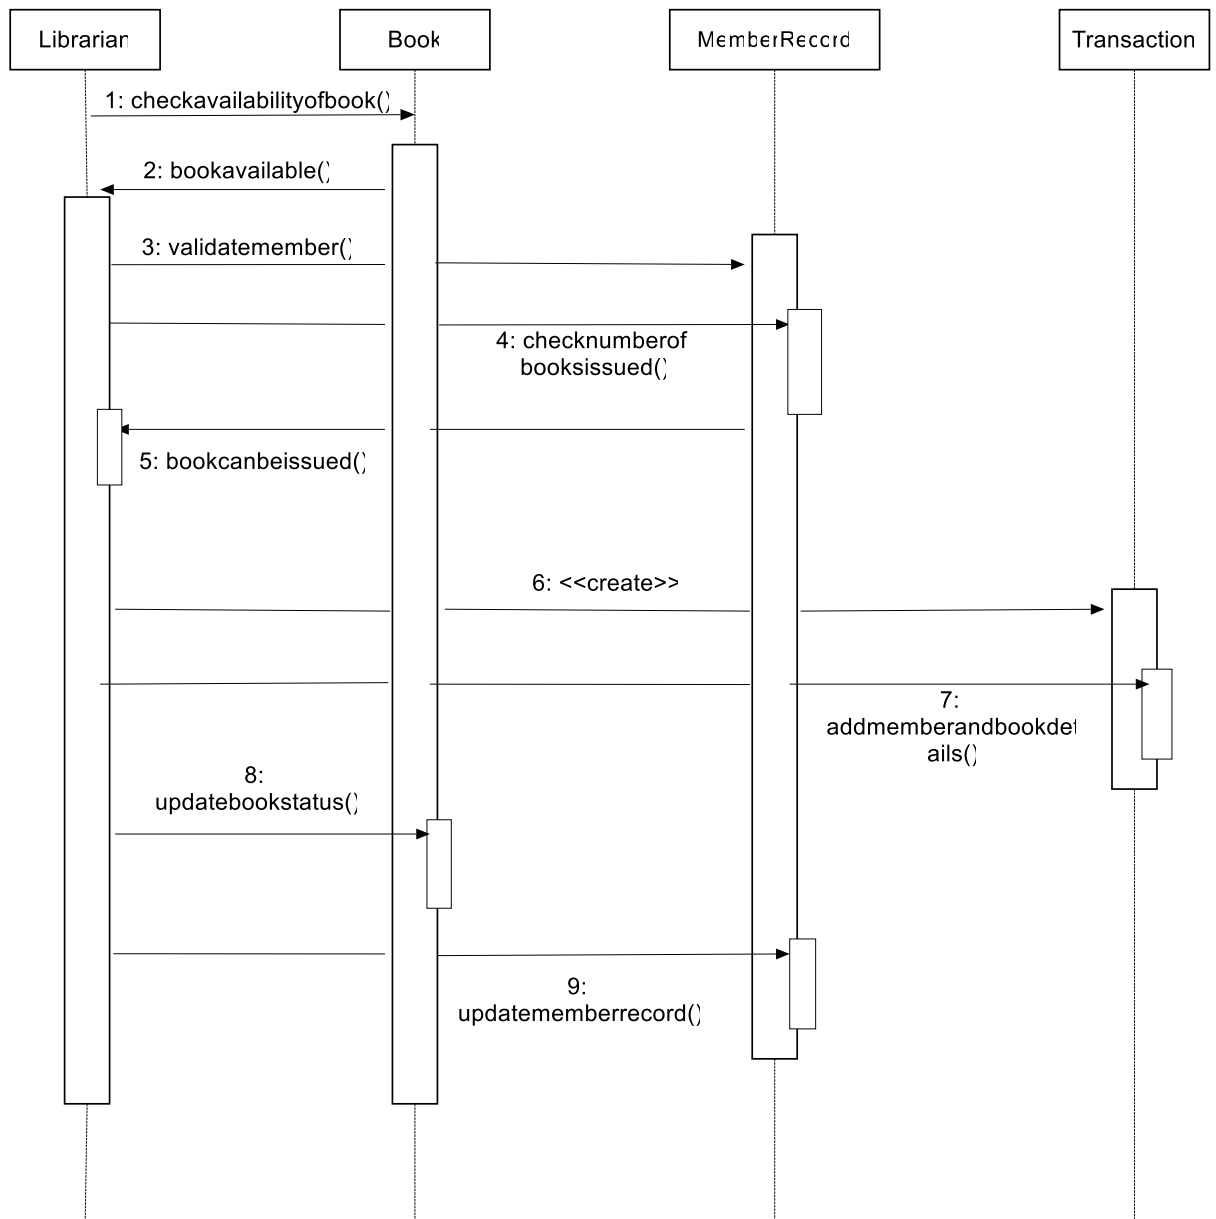 Librarian
Book
MemberRecord
Transaction
1: checkavailabilityofbook()
2: bookavailable()
3: validatemember()
4: checknumberof
booksissued()
5: bookcanbeissued()
6: <<create>>
7:
addmemberandbookdet
ails()
8:
updatebookstatus()
9:
updatememberrecord()